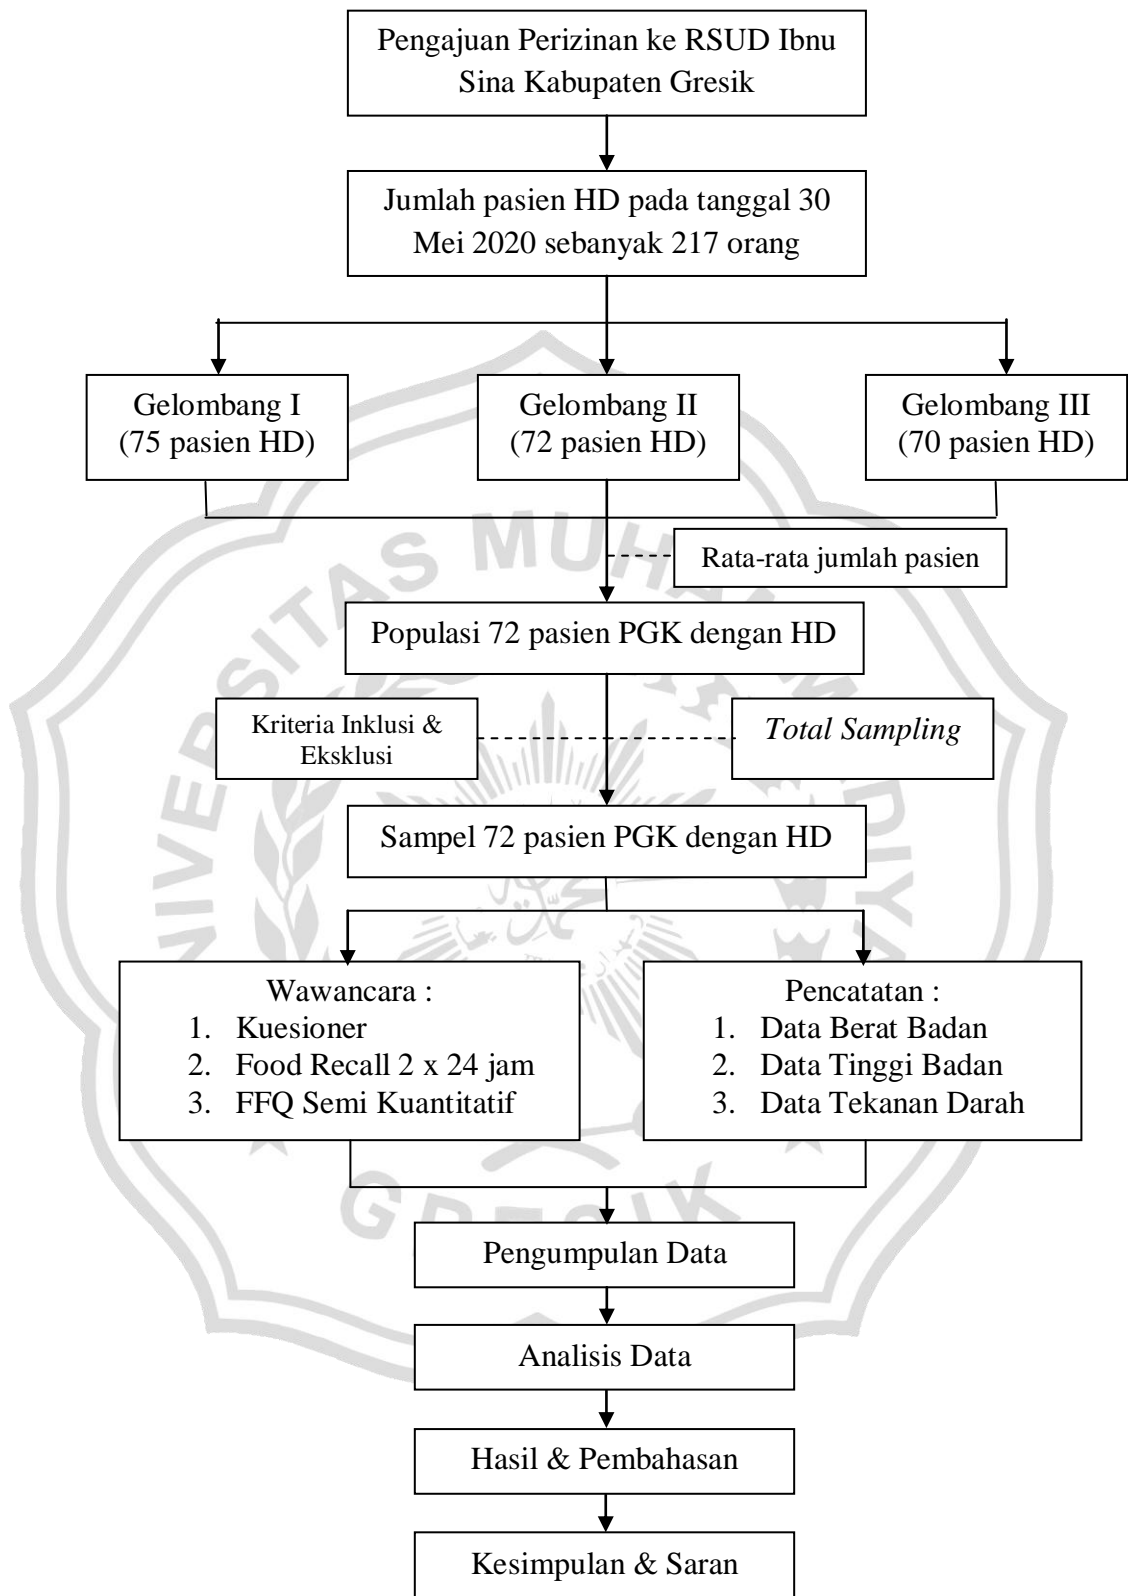 Pengajuan Perizinan ke RSUD Ibnu
Sina Kabupaten Gresik
Jumlah pasien HD pada tanggal 30
Mei 2020 sebanyak 217 orang
Gelombang I
(75 pasien HD)
Gelombang II
(72 pasien HD)
Gelombang III
(70 pasien HD)
Rata-rata jumlah pasien
Populasi 72 pasien PGK dengan HD
Kriteria Inklusi &
Eksklusi
Total Sampling
Sampel 72 pasien PGK dengan HD
Wawancara :
1. Kuesioner
2. Food Recall 2 x 24 jam
3. FFQ Semi Kuantitatif
Pencatatan :
1. Data Berat Badan
2. Data Tinggi Badan
3. Data Tekanan Darah
Pengumpulan Data
Analisis Data
Hasil & Pembahasan
Kesimpulan & Saran
GRESIK